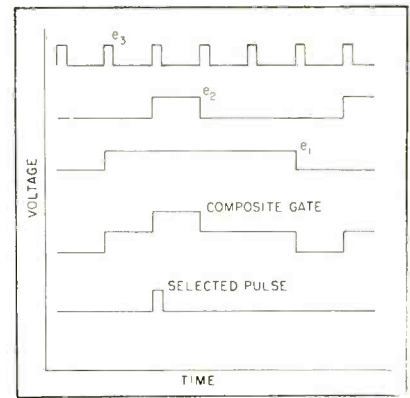 e3
e2
e1
COMPOSITE GATE
SELECTED PULSE
VOLTAGE
TIME